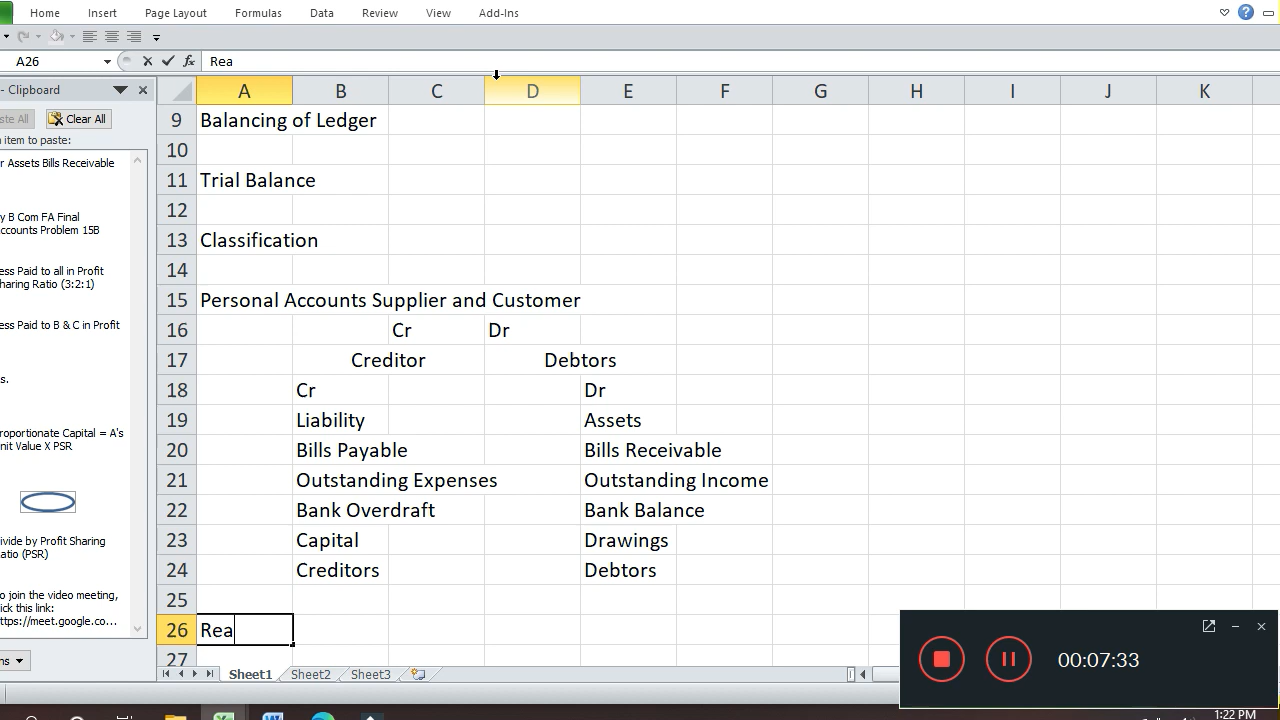 Home Insert Page Layout Formulas Data Review View Add-Ins
A26 fx Rea
- Clipboard
ste All Clear All
n item to paste:
r Assets Bills Receivable
y B Com FA Final
ccounts Problem 15B
ess Paid to all in Profit
haring Ratio (3:2:1)
ess Paid to B & C in Profit
s.
roportionate Capital = A's
nit Value X PSR
ivide by Profit Sharing
atio (PSR)
o join the video meeting,
lick this link:
ttps://meet.google.co...
ns
A B C D E F G H I J K
9 Balancing of Ledger
10
11 Trial Balance
12
13 Classification
14
15 Personal Accounts Supplier and Customer
16 Cr Dr
17 Creditor Debtors
18 Cr Dr
19 Liability Assets
20 Bills Payable Bills Receivable
21 Outstanding Expenses Outstanding Income
22 Bank Overdraft Bank Balance
23 Capital Drawings
24 Creditors Debtors
25
26 Rea
27
Sheet1 Sheet2 Sheet3
00:07:33
1:22 PM